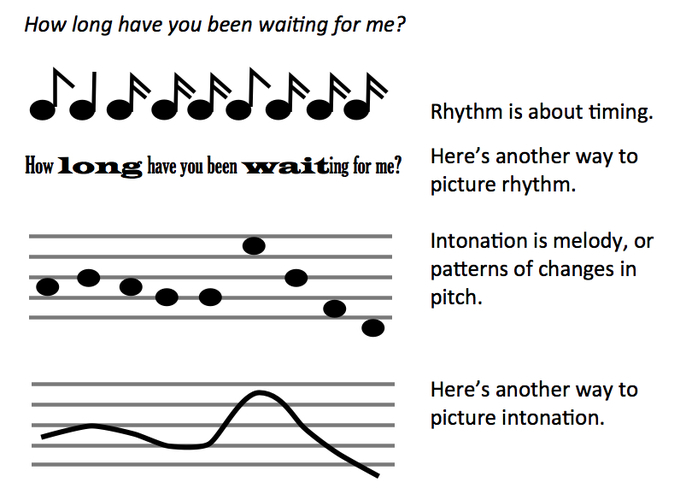 How long have you been waiting for me?
Rhythm is about timing.
How long have you been waiting for me?
Here’s another way to
picture rhythm.
Intonation is melody, or
patterns of changes in
pitch.
Here’s another way to
picture intonation.